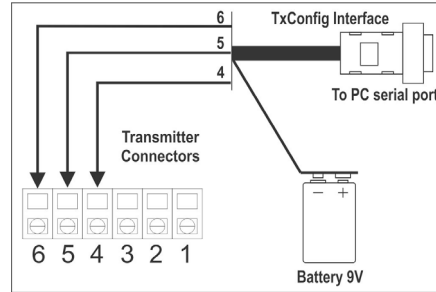 6
TxConfig Interface
5
4
To PC serial port
Transmitter
Connectors
− +
6 5 4 3 2 1
Battery 9V